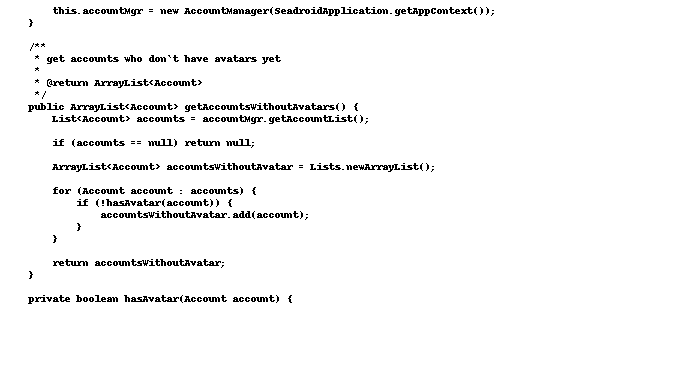 this.accountMgr = new AccountManager(SeadroidApplication.getAppContext());
}
/**
* get accounts who don`t have avatars yet
*
* @return ArrayList<Account>
*/
public ArrayList<Account> getAccountsWithoutAvatars() {
List<Account> accounts = accountMgr.getAccountList();
if (accounts == null) return null;
ArrayList<Account> accountsWithoutAvatar = Lists.newArrayList();
for (Account account : accounts) {
if (!hasAvatar(account)) {
accountsWithoutAvatar.add(account);
}
}
return accountsWithoutAvatar;
}
private boolean hasAvatar(Account account) {